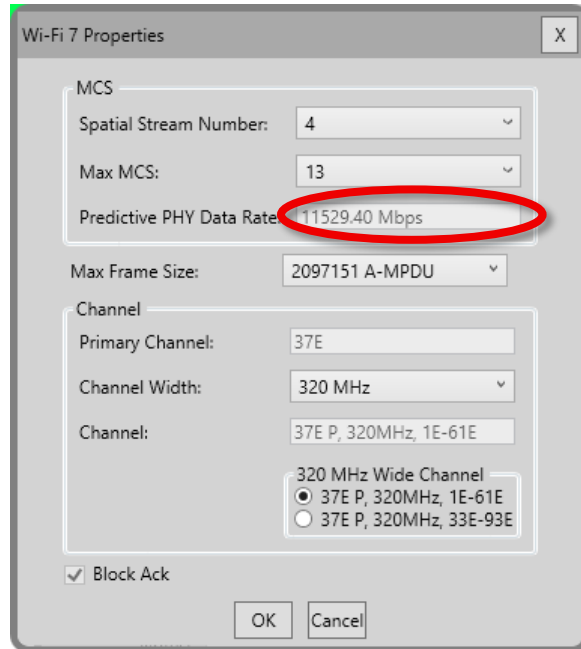 Wi-Fi 7 Properties X
MCS
Spatial Stream Number: 4
Max MCS: 13
Predictive PHY Data Rate: 11529.40 Mbps
Max Frame Size: 2097151 A-MPDU
Channel
Primary Channel: 37E
Channel Width: 320 MHz
Channel: 37E P, 320MHz, 1E-61E
320 MHz Wide Channel
37E P, 320MHz, 1E-61E
37E P, 320MHz, 33E-93E
Block Ack
OK Cancel